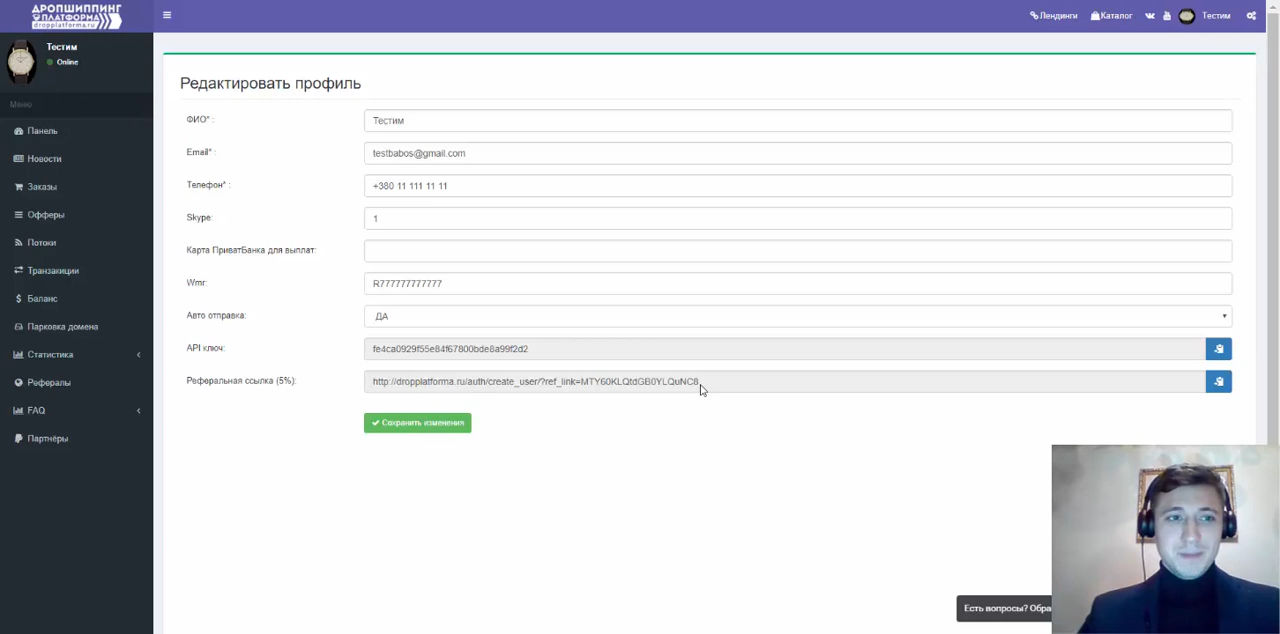 ДРОПШИППИНГ
ПЛАТФОРМА
dropplatforma.ru
Лендинги
Каталог
Тестим
Тестим
Online
Меню
Панель
Новости
Заказы
Офферы
Потоки
Транзакиции
$ Баланс
Парковка домена
Статистика
Рефералы
FAQ
Партнёры
Редактировать профиль
ФИО* :
Тестим
Email* :
testbabos@gmail.com
Телефон* :
+380 11 111 11 11
Skype:
1
Карта ПриватБанка для выплат:
Wmr:
R777777777777
Авто отправка:
ДА
API ключ:
fe4ca0929f55e84f67800bde8a99f2d2
Реферальная ссылка (5%):
http://dropplatforma.ru/auth/create_user/?ref_link=MTY60KLQtdGB0YLQuNC8
Сохранить изменения
Есть вопросы? Обра